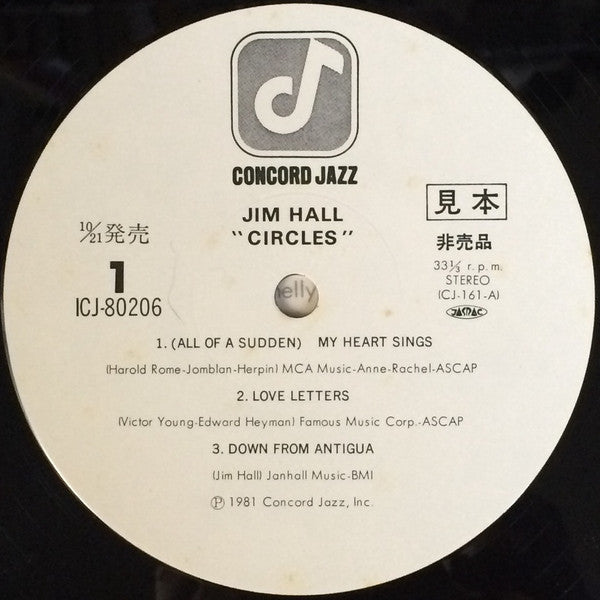 CONCORD JAZZ
JIM HALL
"CIRCLES"
10/21発売
1
ICJ-80206
見本
非売品
33⅓ r.p.m.
STEREO
(CJ-161-A)
JASRAC
elly
1. (ALL OF A SUDDEN) MY HEART SINGS
(Harold Rome-Jomblan-Herpin) MCA Music-Anne-Rachel-ASCAP
2. LOVE LETTERS
(Victor Young-Edward Heyman) Famous Music Corp.-ASCAP
3. DOWN FROM ANTIGUA
(Jim Hall) Janhall Music-BMI
Ⓟ 1981 Concord Jazz, Inc.